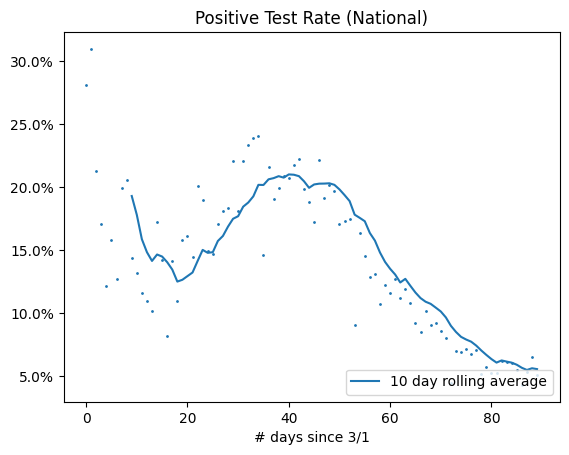 Positive Test Rate (National)
30.0%
25.0%
20.0%
15.0%
10.0%
5.0%
10 day rolling average
0 20 40 60 80
# days since 3/1